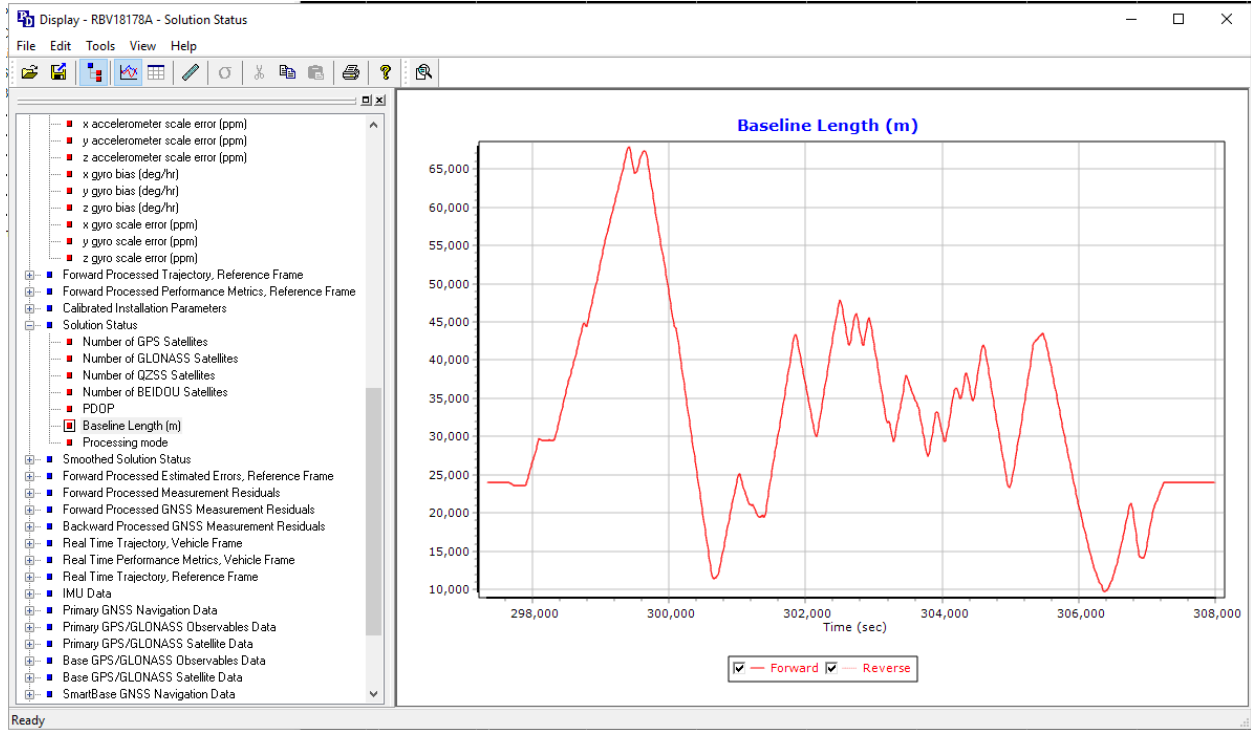 Display - RBV18178A - Solution Status
File Edit Tools View Help
x accelerometer scale error (ppm)
y accelerometer scale error (ppm)
z accelerometer scale error (ppm)
x gyro bias (deg/hr)
y gyro bias (deg/hr)
z gyro bias (deg/hr)
x gyro scale error (ppm)
y gyro scale error (ppm)
z gyro scale error (ppm)
Forward Processed Trajectory, Reference Frame
Forward Processed Performance Metrics, Reference Frame
Calibrated Installation Parameters
Solution Status
Number of GPS Satellites
Number of GLONASS Satellites
Number of QZSS Satellites
Number of BEIDOU Satellites
PDOP
Baseline Length (m)
Processing mode
Smoothed Solution Status
Forward Processed Estimated Errors, Reference Frame
Forward Processed Measurement Residuals
Forward Processed GNSS Measurement Residuals
Backward Processed GNSS Measurement Residuals
Real Time Trajectory, Vehicle Frame
Real Time Performance Metrics, Vehicle Frame
Real Time Trajectory, Reference Frame
IMU Data
Primary GNSS Navigation Data
Primary GPS/GLONASS Observables Data
Primary GPS/GLONASS Satellite Data
Base GPS/GLONASS Observables Data
Base GPS/GLONASS Satellite Data
SmartBase GNSS Navigation Data
Baseline Length (m)
65,000
60,000
55,000
50,000
45,000
40,000
35,000
30,000
25,000
20,000
15,000
10,000
298,000 300,000 302,000 304,000 306,000 308,000
Time (sec)
Forward Reverse
Ready